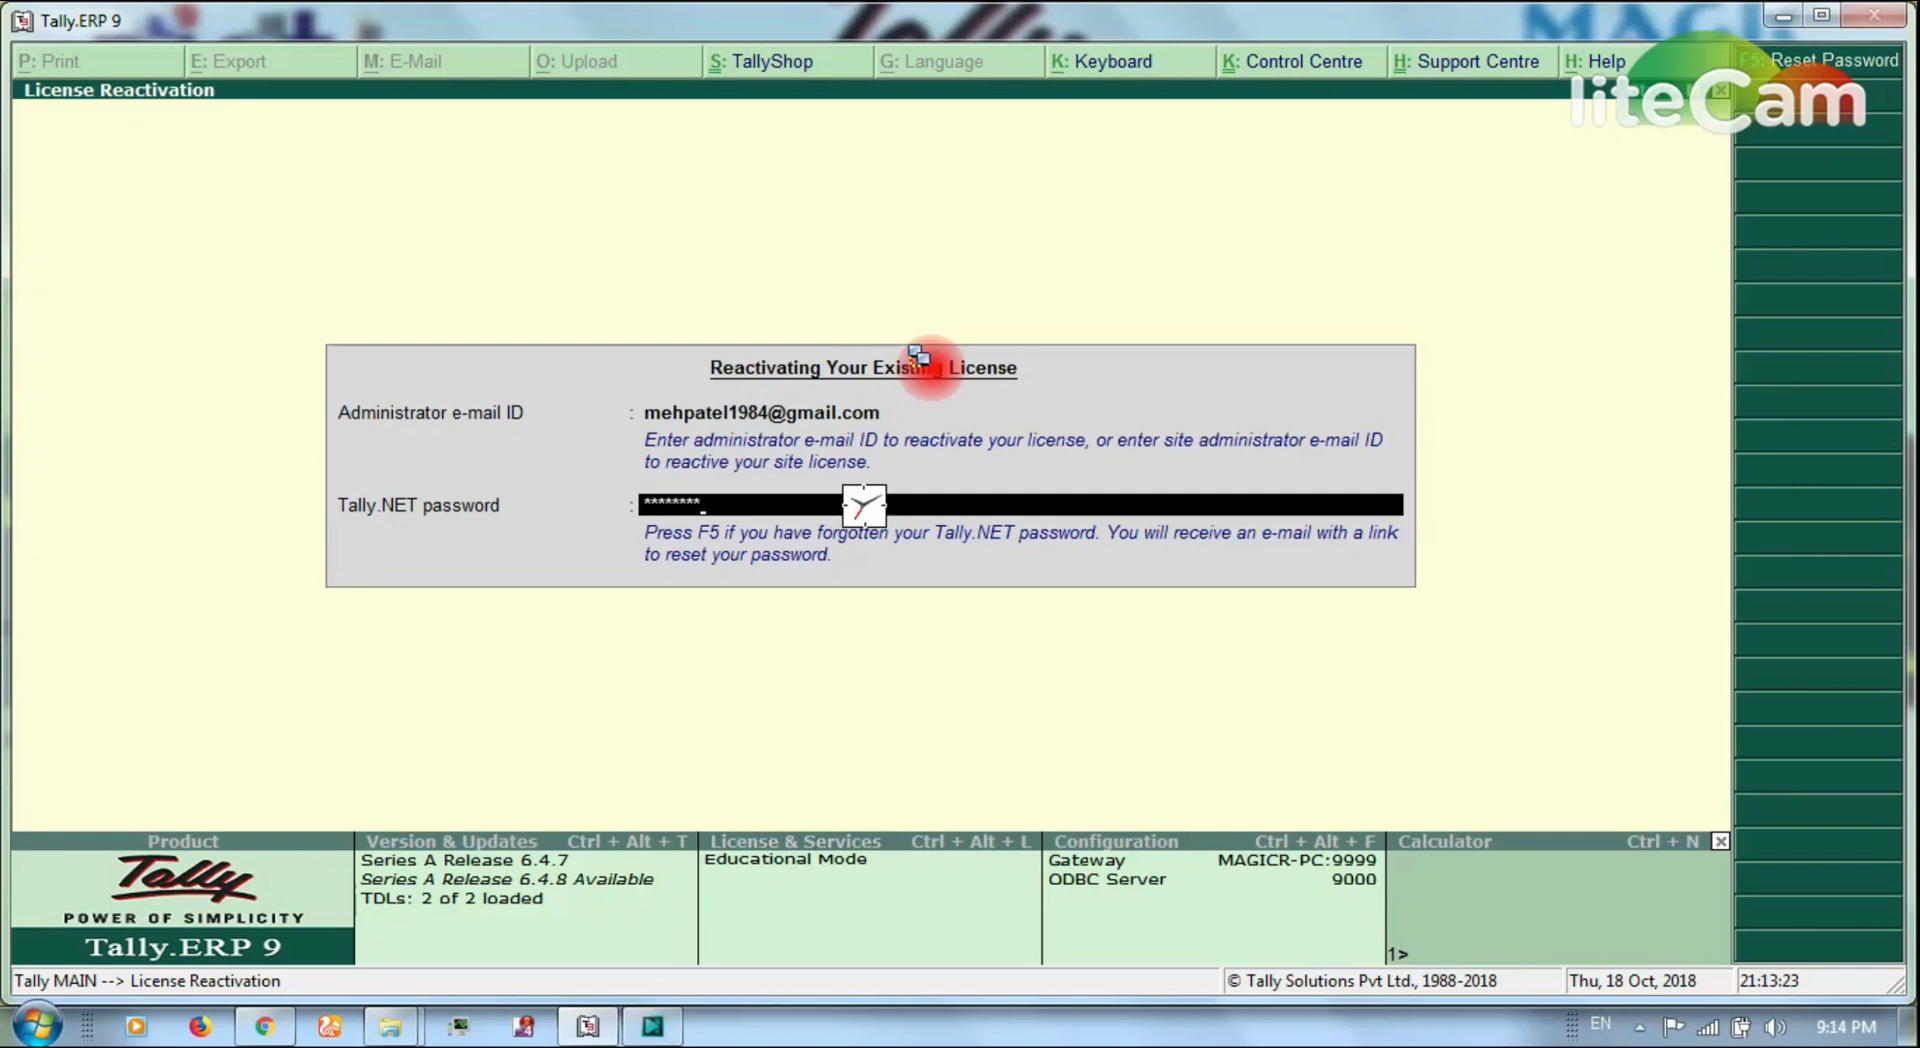 Tally.ERP 9
P: Print
E: Export
M: E-Mail
O: Upload
S: TallyShop
G: Language
K: Keyboard
K: Control Centre
H: Support Centre
H: Help
F5: Reset Password
License Reactivation
liteCam
Reactivating Your Existing License
Administrator e-mail ID : mehpatel1984@gmail.com
Enter administrator e-mail ID to reactivate your license, or enter site administrator e-mail ID
to reactive your site license.
Tally.NET password : ********
Press F5 if you have forgotten your Tally.NET password. You will receive an e-mail with a link
to reset your password.
Product
Tally
POWER OF SIMPLICITY
Tally.ERP 9
Version & Updates Ctrl + Alt + T
Series A Release 6.4.7
Series A Release 6.4.8 Available
TDLs: 2 of 2 loaded
License & Services Ctrl + Alt + L
Educational Mode
Configuration Ctrl + Alt + F
Gateway MAGICR-PC:9999
ODBC Server 9000
Calculator Ctrl + N
1>
Tally MAIN --> License Reactivation
© Tally Solutions Pvt Ltd., 1988-2018
Thu, 18 Oct, 2018
21:13:23
EN
9:14 PM